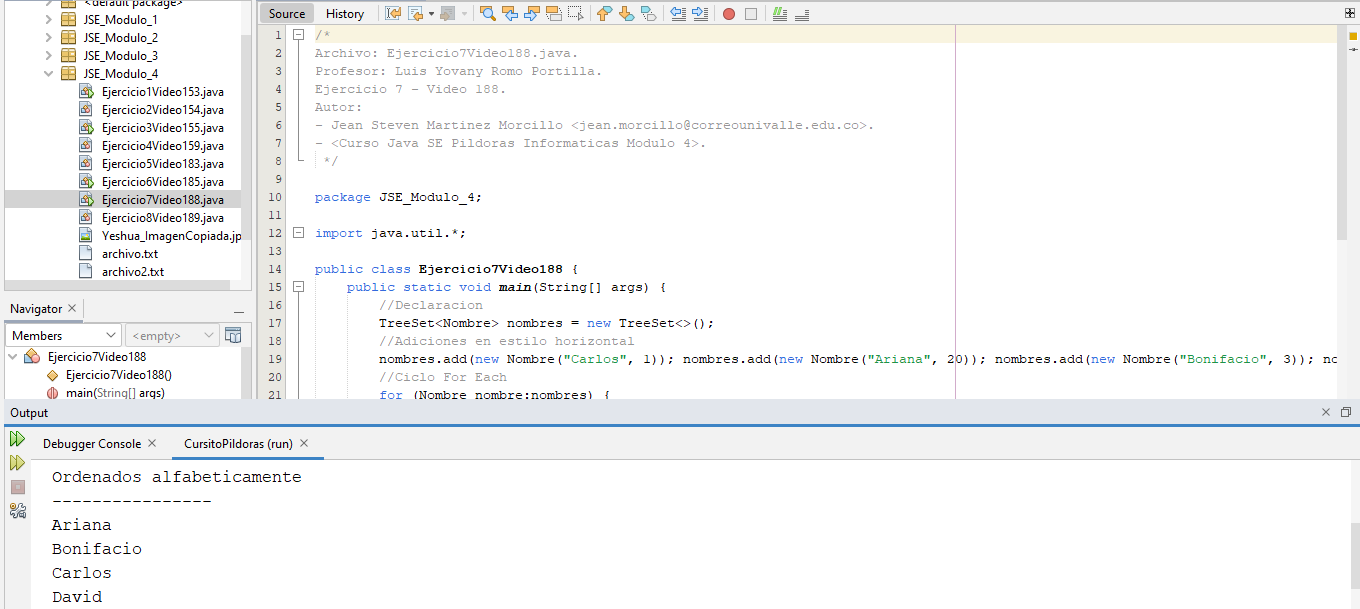 <default package>
JSE_Modulo_1
JSE_Modulo_2
JSE_Modulo_3
JSE_Modulo_4
Ejercicio1Video153.java
Ejercicio2Video154.java
Ejercicio3Video155.java
Ejercicio4Video159.java
Ejercicio5Video183.java
Ejercicio6Video185.java
Ejercicio7Video188.java
Ejercicio8Video189.java
Yeshua_ImagenCopiada.jp
archivo.txt
archivo2.txt
Navigator
Members
<empty>
Ejercicio7Video188
Ejercicio7Video188()
main(String[] args)
Source History
1 /*
2 Archivo: Ejercicio7Video188.java.
3 Profesor: Luis Yovany Romo Portilla.
4 Ejercicio 7 - Video 188.
5 Autor:
6 - Jean Steven Martinez Morcillo <jean.morcillo@correounivalle.edu.co>.
7 - <Curso Java SE Pildoras Informaticas Modulo 4>.
8 */
9
10 package JSE_Modulo_4;
11
12 import java.util.*;
13
14 public class Ejercicio7Video188 {
15 public static void main(String[] args) {
16 //Declaracion
17 TreeSet<Nombre> nombres = new TreeSet<>();
18 //Adiciones en estilo horizontal
19 nombres.add(new Nombre("Carlos", 1)); nombres.add(new Nombre("Ariana", 20)); nombres.add(new Nombre("Bonifacio", 3)); no
20 //Ciclo For Each
21 for (Nombre nombre:nombres) {
Output
Debugger Console CursitoPildoras (run)
Ordenados alfabeticamente
----------------
Ariana
Bonifacio
Carlos
David